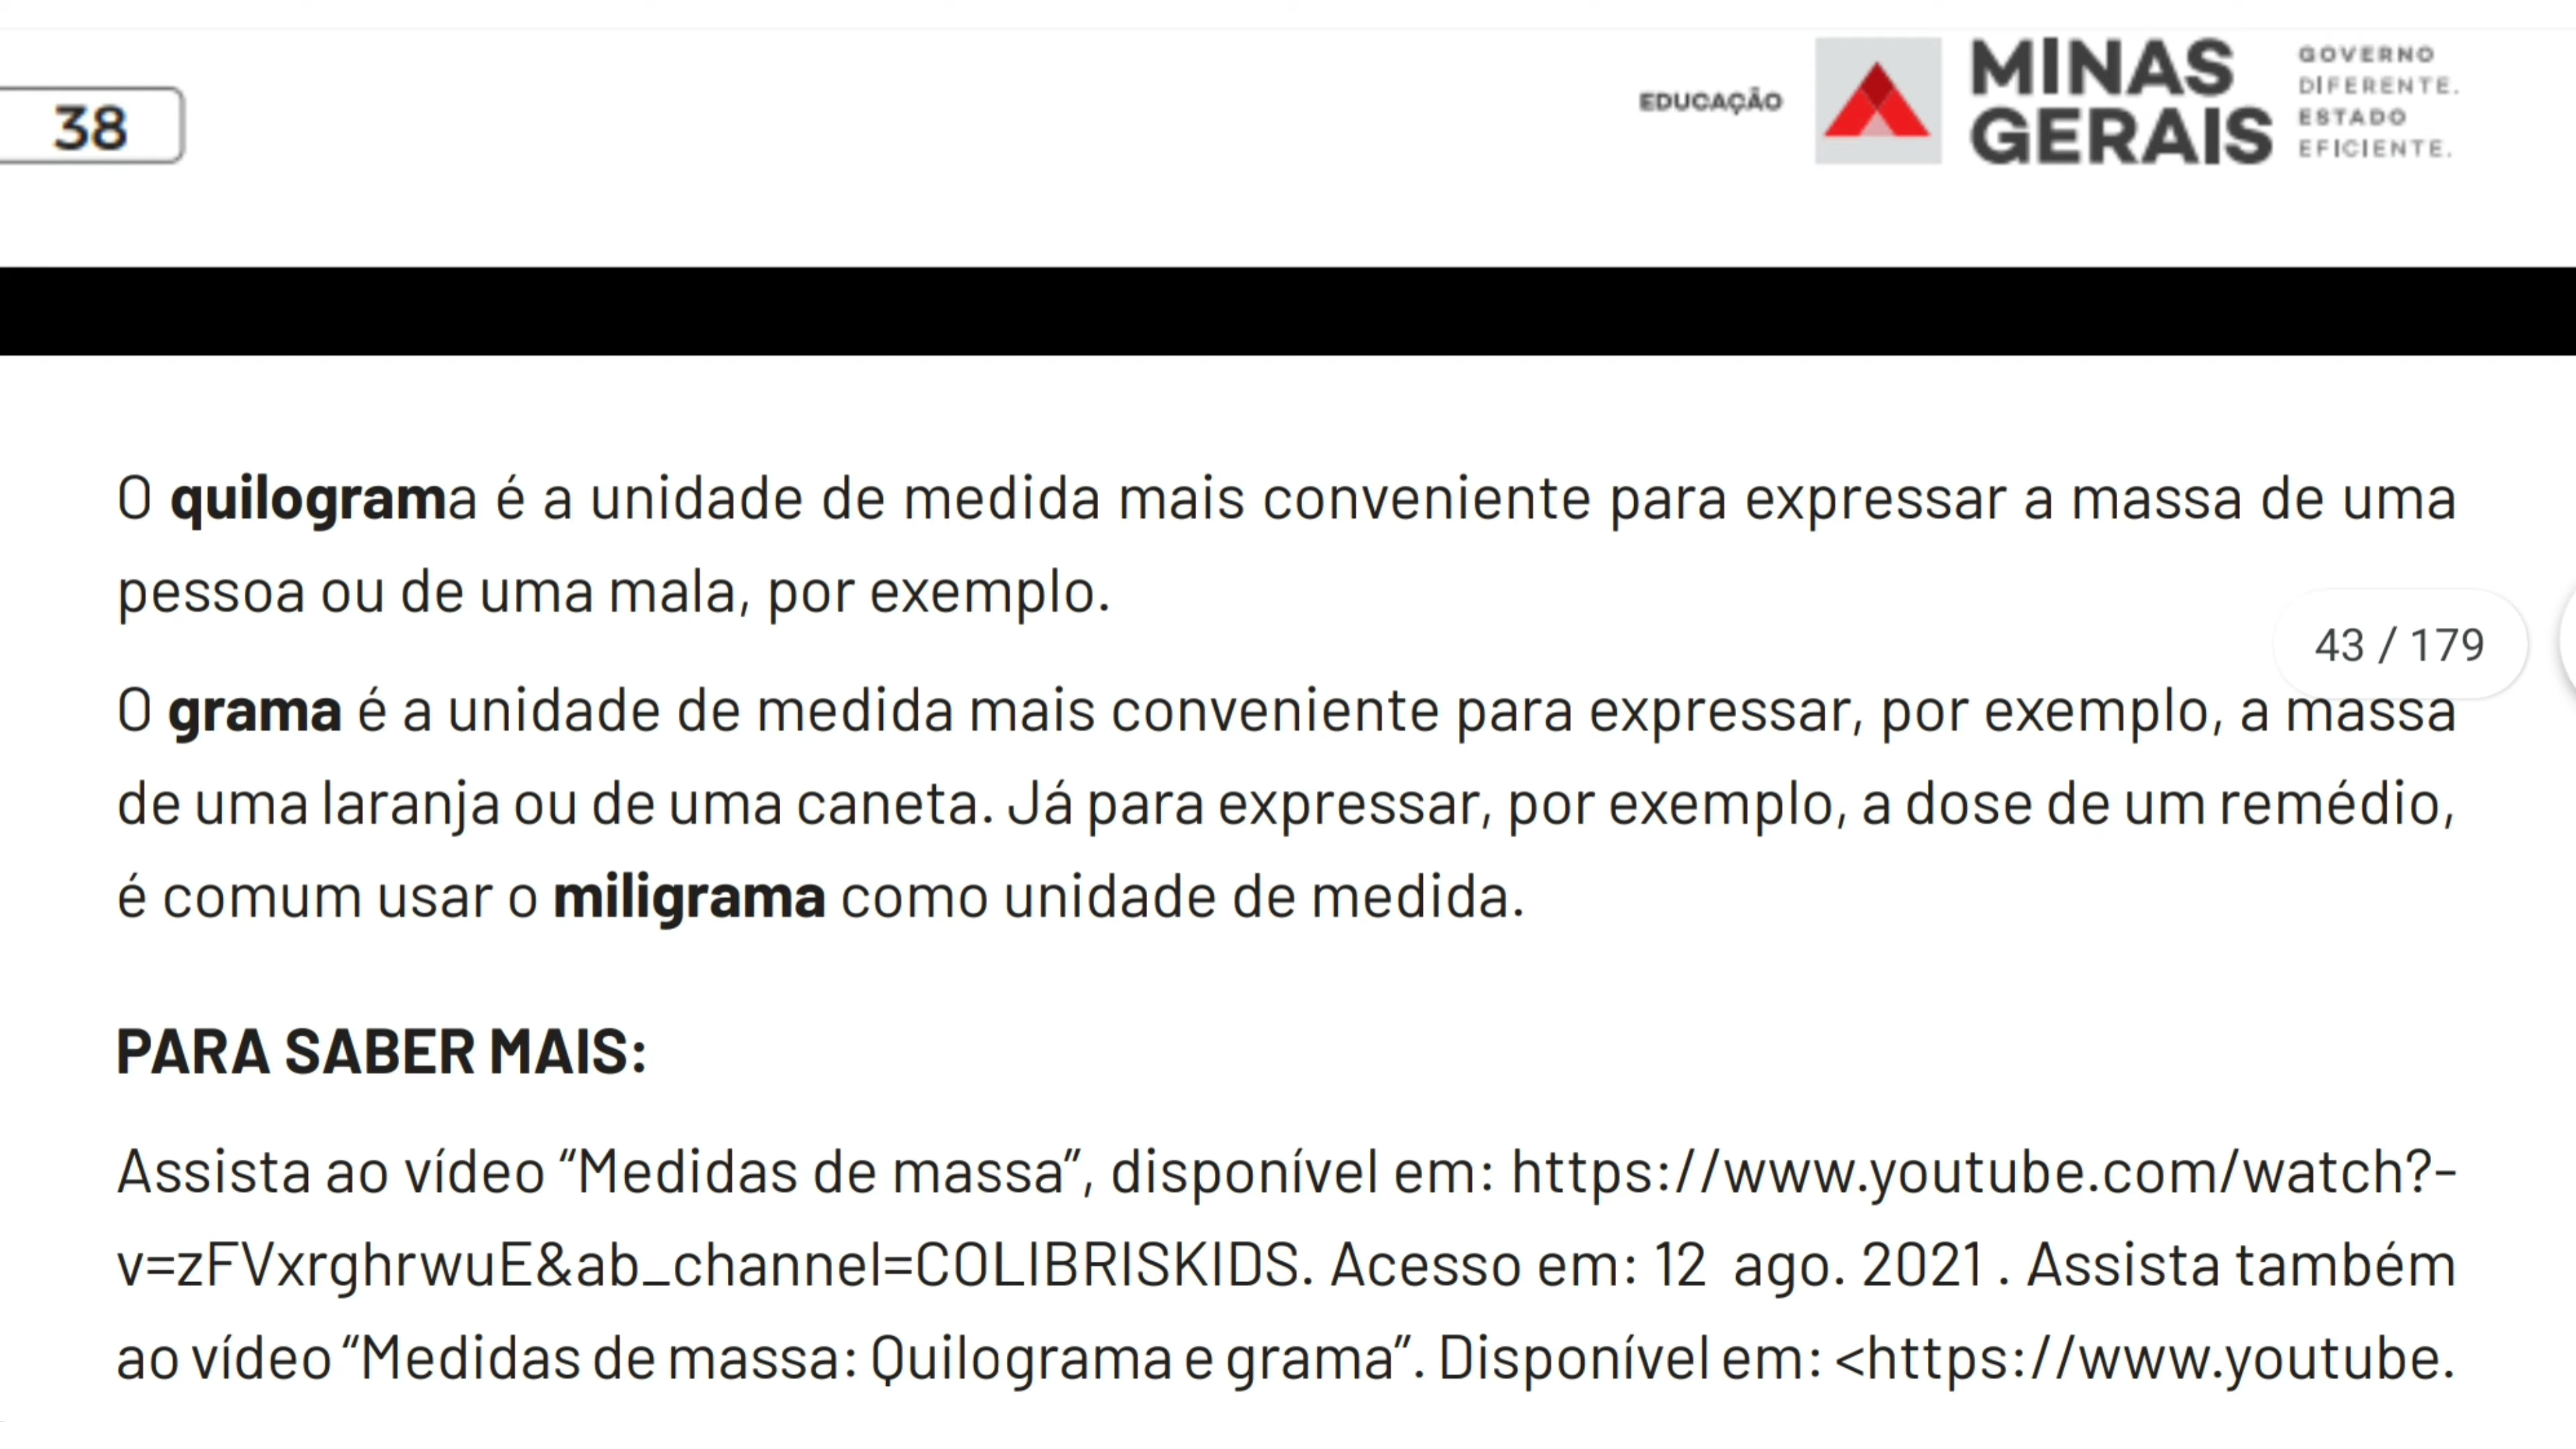 38
EDUCAÇÃO
MINAS
GERAIS
GOVERNO
DIFERENTE.
ESTADO
EFICIENTE.
O quilograma é a unidade de medida mais conveniente para expressar a massa de uma
pessoa ou de uma mala, por exemplo.
43 / 179
O grama é a unidade de medida mais conveniente para expressar, por exemplo, a massa
de uma laranja ou de uma caneta. Já para expressar, por exemplo, a dose de um remédio,
é comum usar o miligrama como unidade de medida.
PARA SABER MAIS:
Assista ao vídeo “Medidas de massa”, disponível em: https://www.youtube.com/watch?-
v=zFVxrghrwuE&ab_channel=COLIBRISKIDS. Acesso em: 12 ago. 2021 . Assista também
ao vídeo “Medidas de massa: Quilograma e grama”. Disponível em: <https://www.youtube.